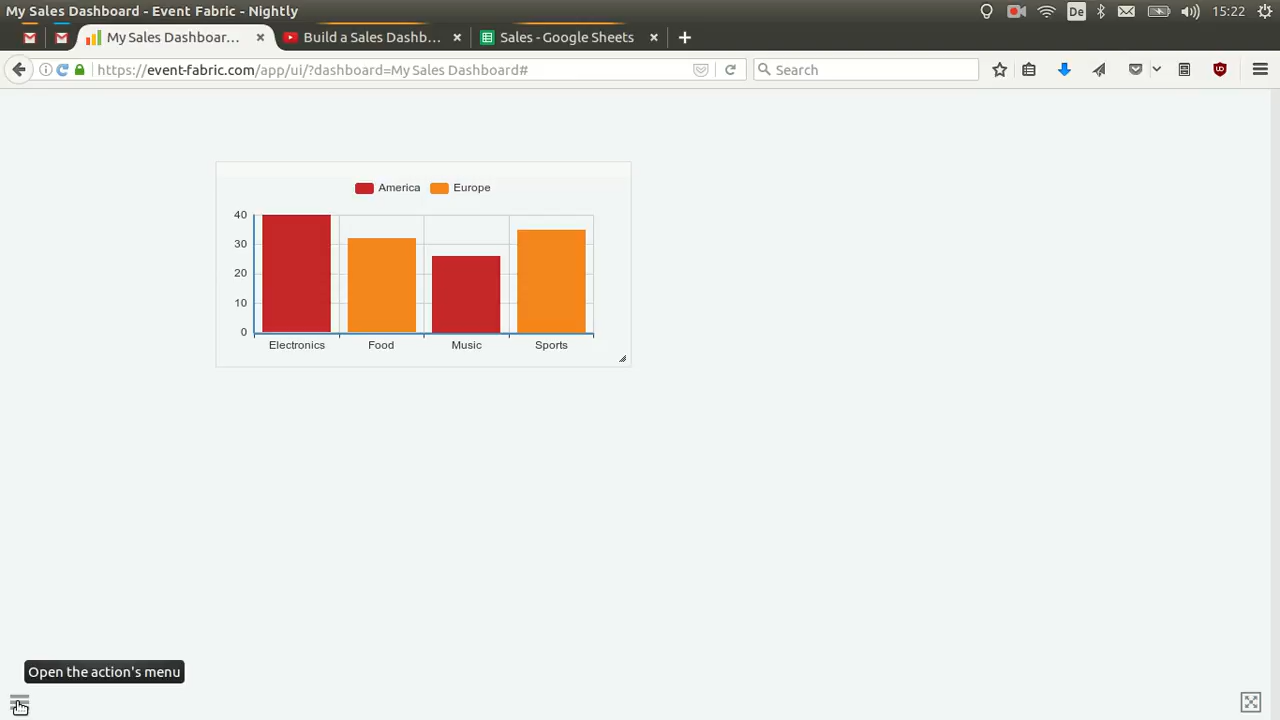 My Sales Dashboard - Event Fabric - Nightly
De
15:22
My Sales Dashboar...
Build a Sales Dashb...
Sales - Google Sheets
https://event-fabric.com/app/ui/?dashboard=My Sales Dashboard#
Search
America
Europe
40
30
20
10
0
Electronics
Food
Music
Sports
Open the action's menu